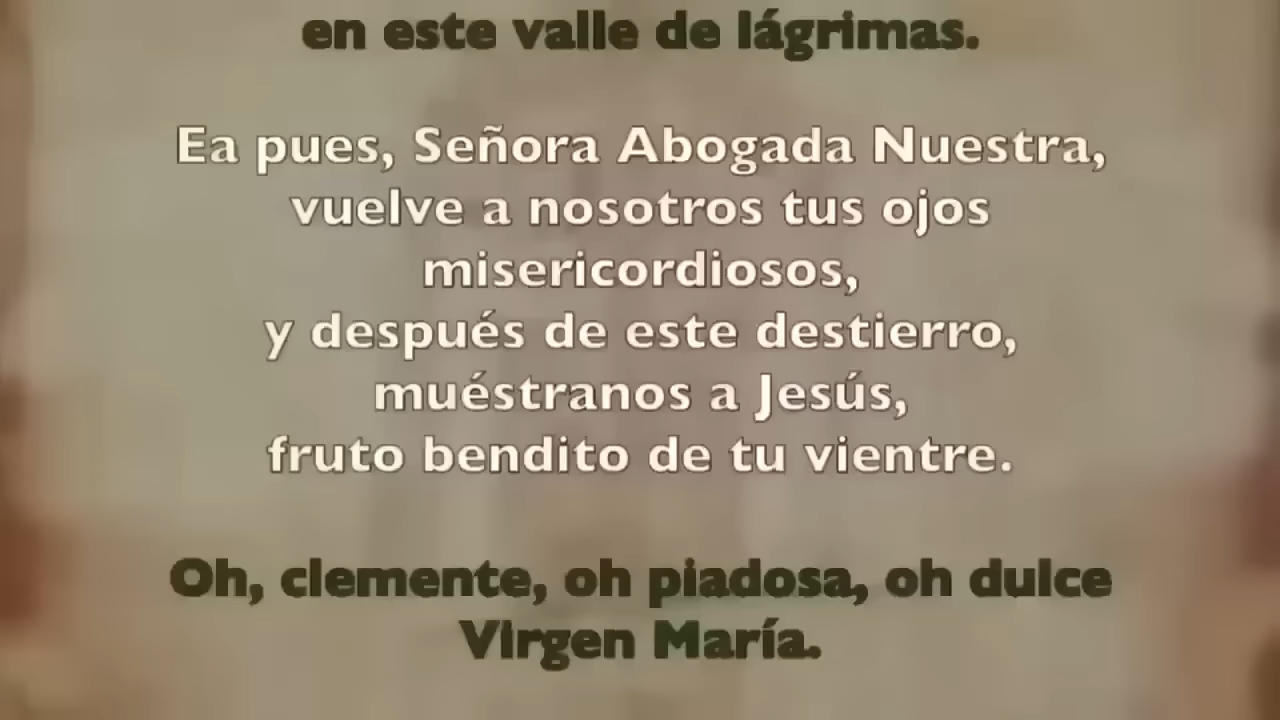 en este valle de lágrimas.
Ea pues, Señora Abogada Nuestra,
vuelve a nosotros tus ojos
misericordiosos,
y después de este destierro,
muéstranos a Jesús,
fruto bendito de tu vientre.
Oh, clemente, oh piadosa, oh dulce
Virgen María.